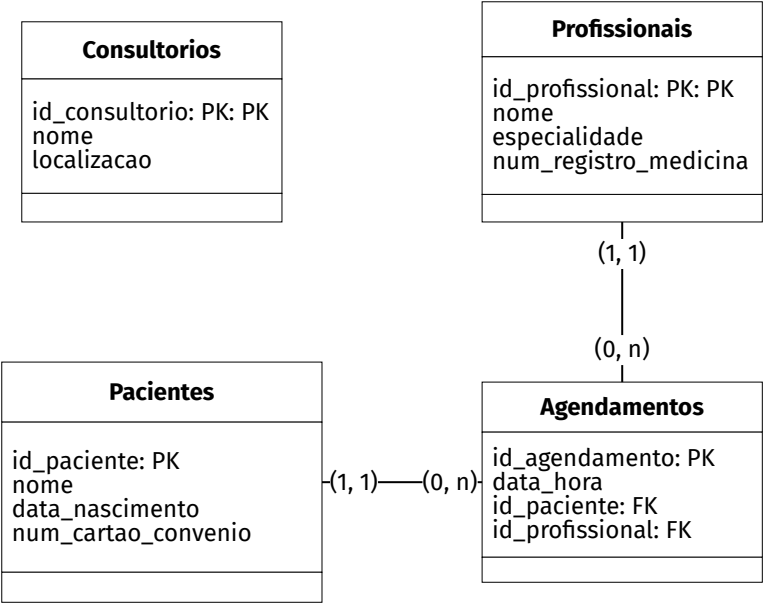 Consultorios
id_consultorio: PK: PK
nome
localizacao
Profissionais
id_profissional: PK: PK
nome
especialidade
num_registro_medicina
(1, 1)
(0, n)
Pacientes
id_paciente: PK
nome
data_nascimento
num_cartao_convenio
(1, 1)
(0, n)
Agendamentos
id_agendamento: PK
data_hora
id_paciente: FK
id_profissional: FK